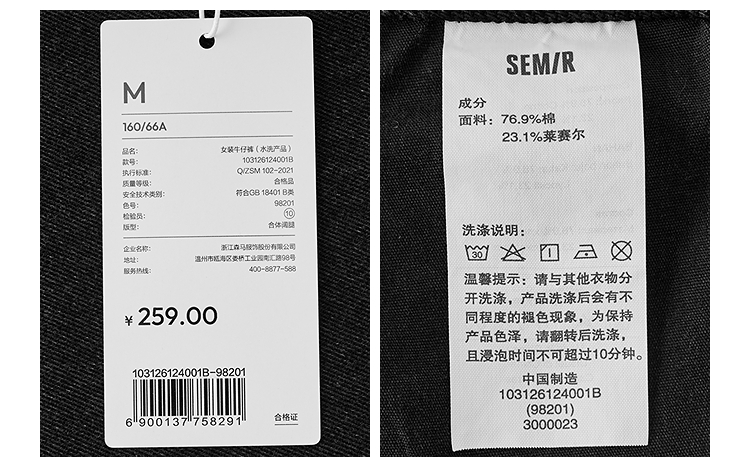 M
160/66A
品名： 女装牛仔裤（水洗产品）
款号： 103126124001B
执行标准： Q/ZSM 102-2021
质量等级： 合格品
安全技术类别： 符合GB 18401 B类
色号： 98201
检验员： 10
版型： 合体阔腿
企业名称： 浙江森马服饰股份有限公司
地址： 温州市瓯海区娄桥工业园南汇路98号
服务热线： 400-8877-588
¥ 259.00
103126124001B-98201
6 900137 758291
合格证
SEMIR
成分
面料：76.9%棉
23.1%莱赛尔
洗涤说明：
30
温馨提示：请与其他衣物分
开洗涤，产品洗涤后会有不
同程度的褪色现象，为保持
产品色泽，请翻转后洗涤，
且浸泡时间不可超过10分钟。
中国制造
103126124001B
(98201)
3000023